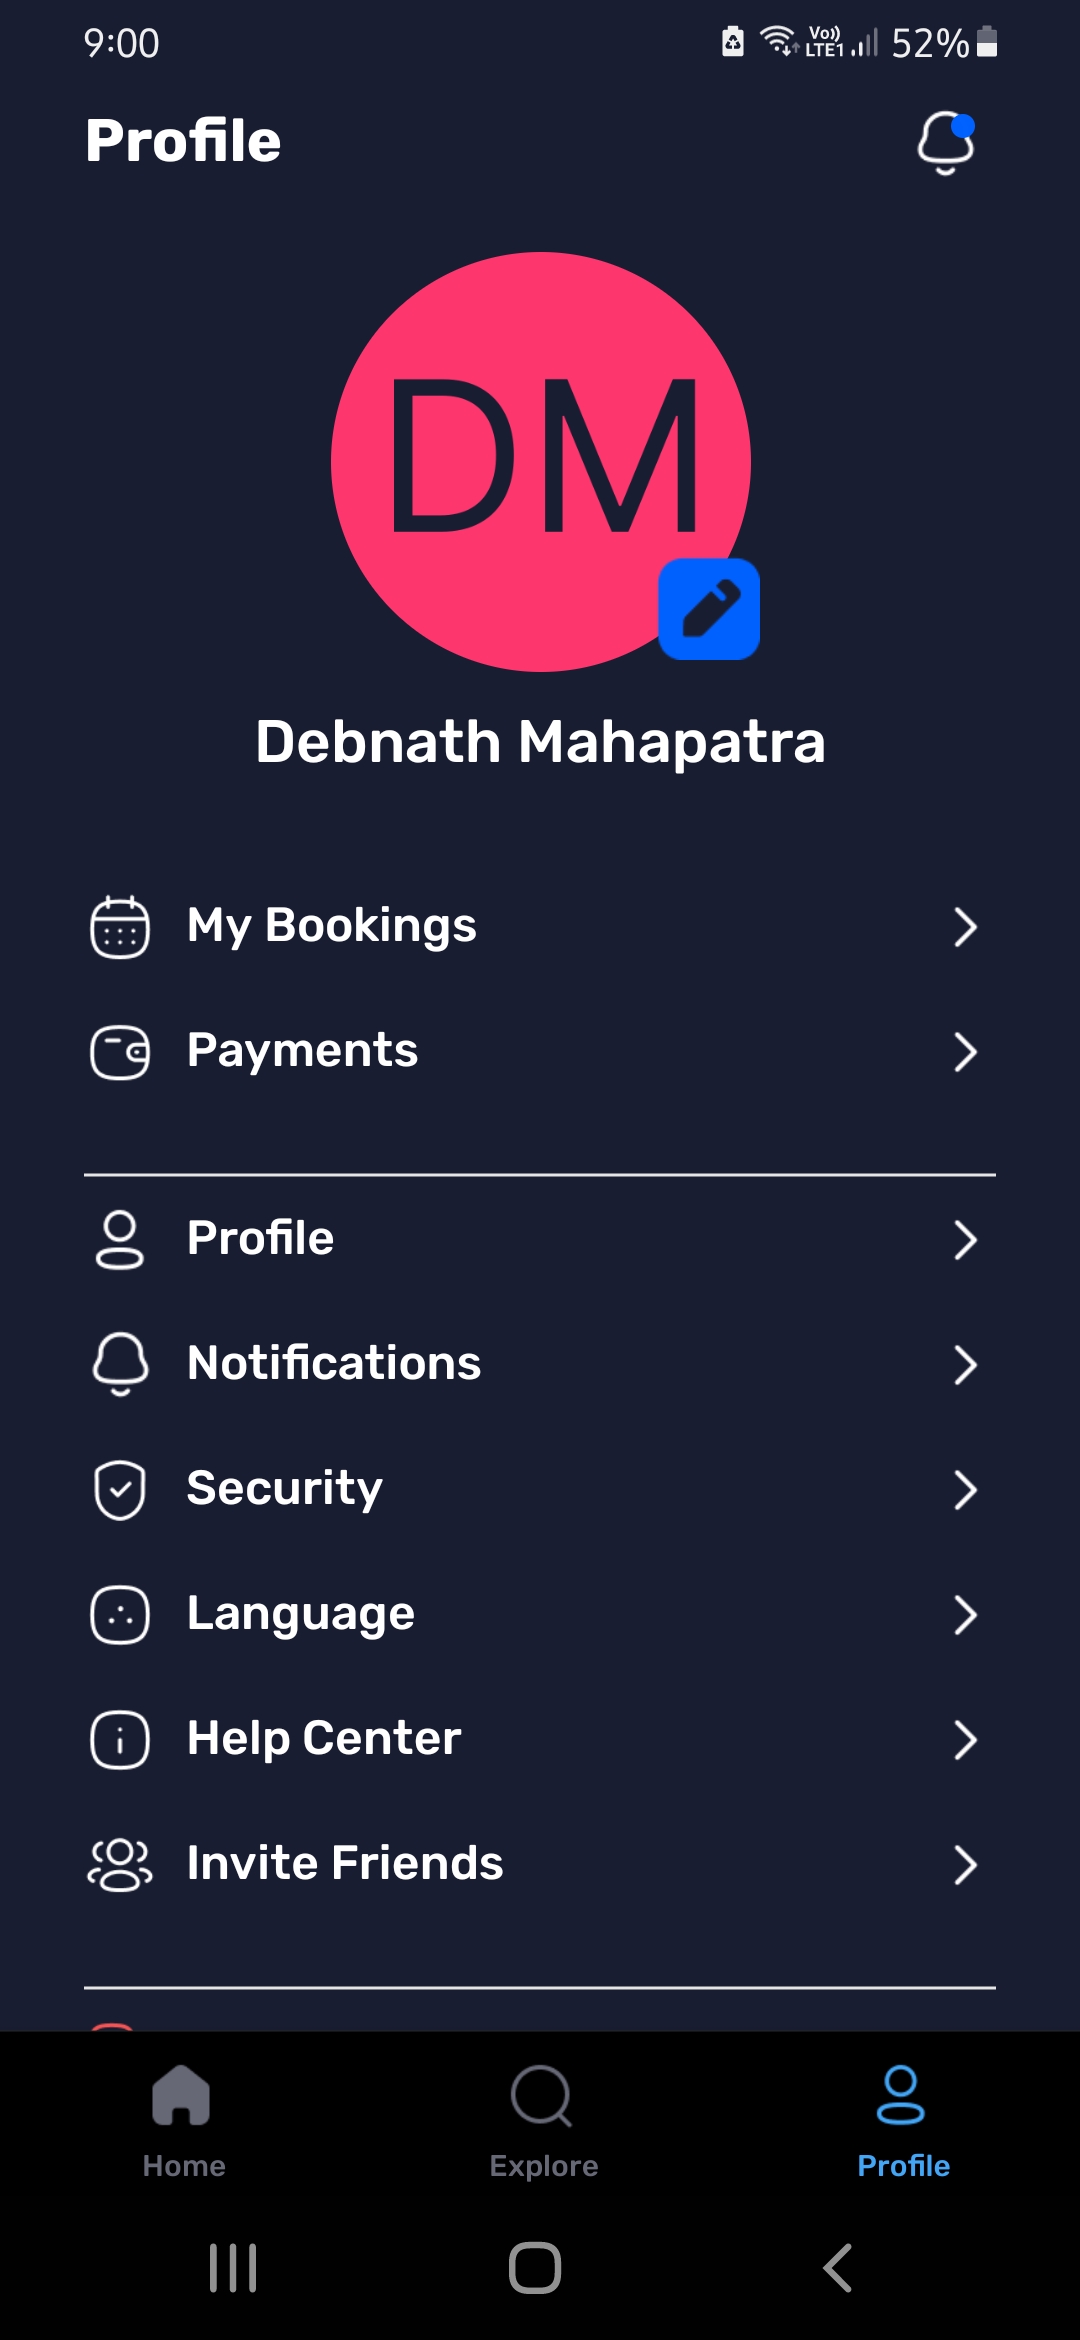 9:00
Vo)) LTE1 52%
Profile
DM
Debnath Mahapatra
My Bookings
Payments
Profile
Notifications
Security
Language
Help Center
Invite Friends
Home Explore Profile